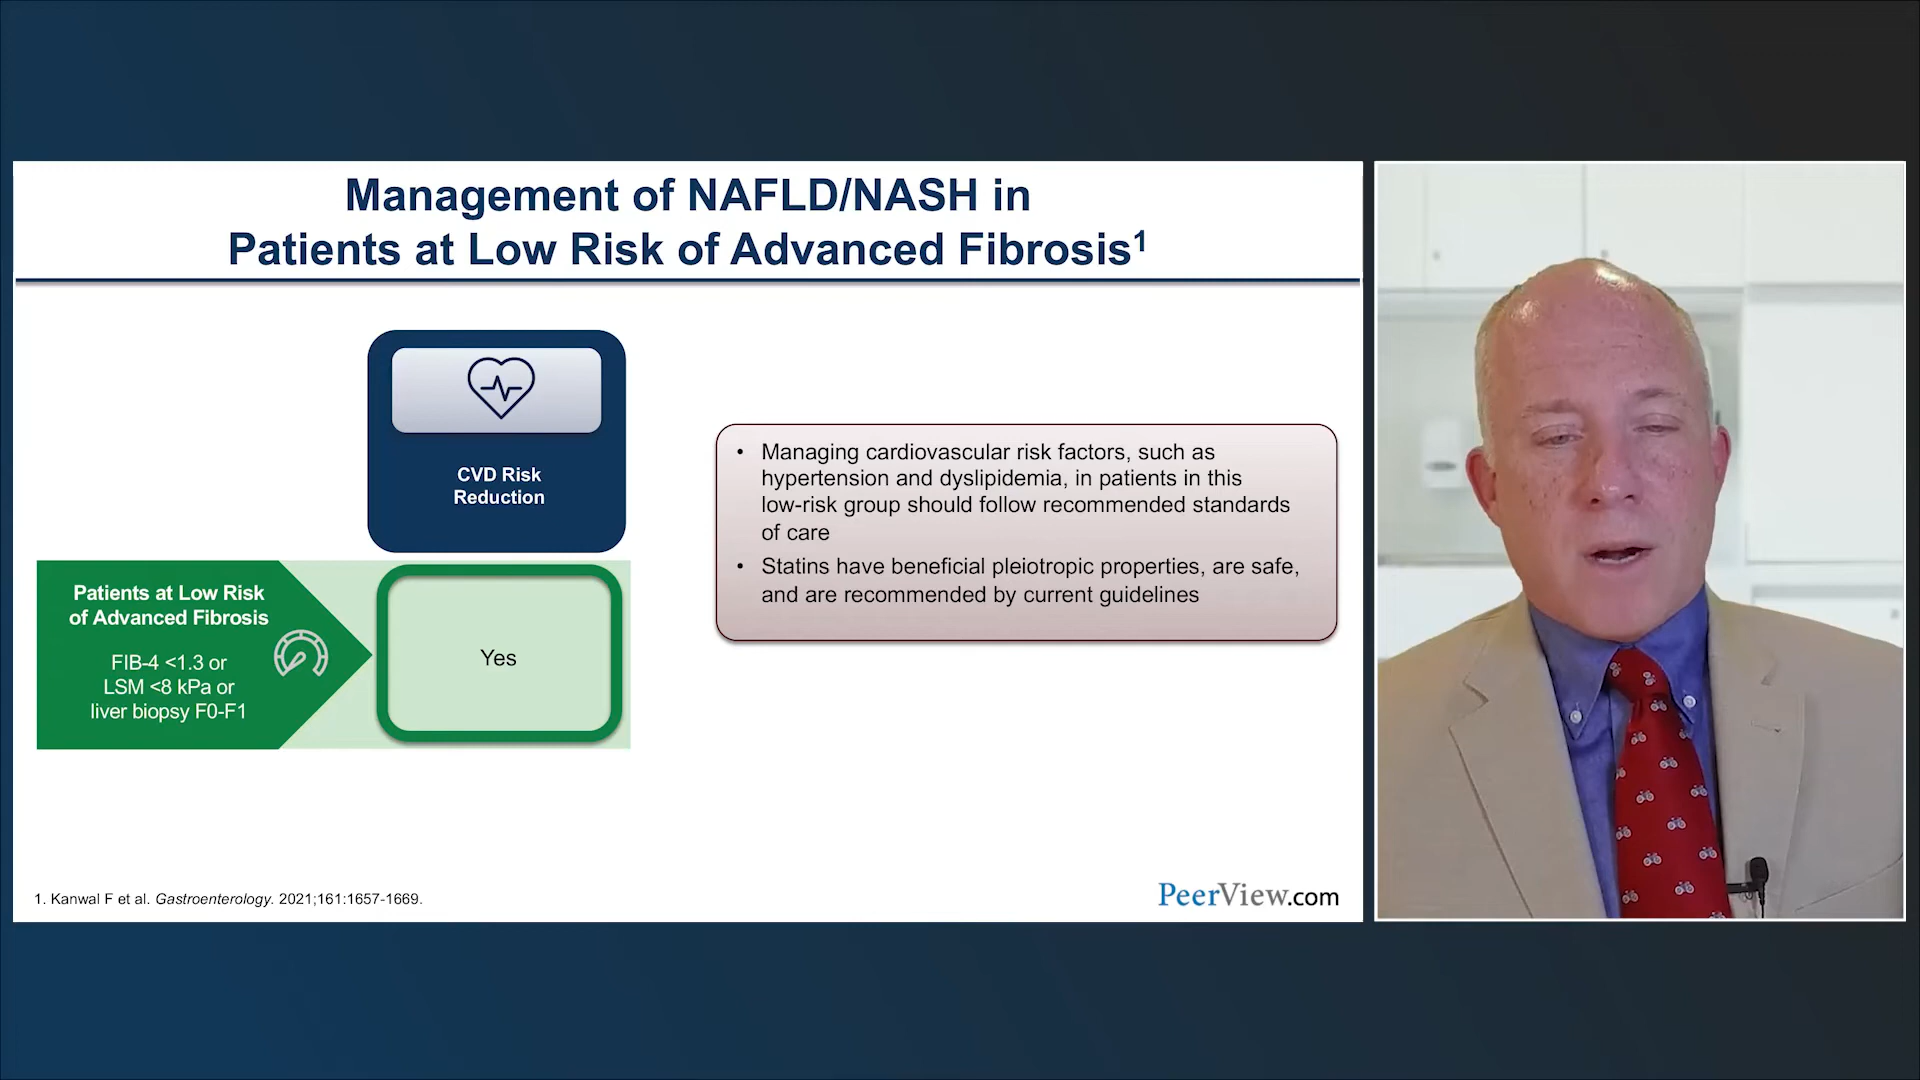 Management of NAFLD/NASH in
Patients at Low Risk of Advanced Fibrosis1
CVD Risk
Reduction
Patients at Low Risk
of Advanced Fibrosis
FIB-4 <1.3 or
LSM <8 kPa or
liver biopsy F0-F1
Yes
• Managing cardiovascular risk factors, such as
hypertension and dyslipidemia, in patients in this
low-risk group should follow recommended standards
of care
• Statins have beneficial pleiotropic properties, are safe,
and are recommended by current guidelines
1. Kanwal F et al. Gastroenterology. 2021;161:1657-1669.
PeerView.com